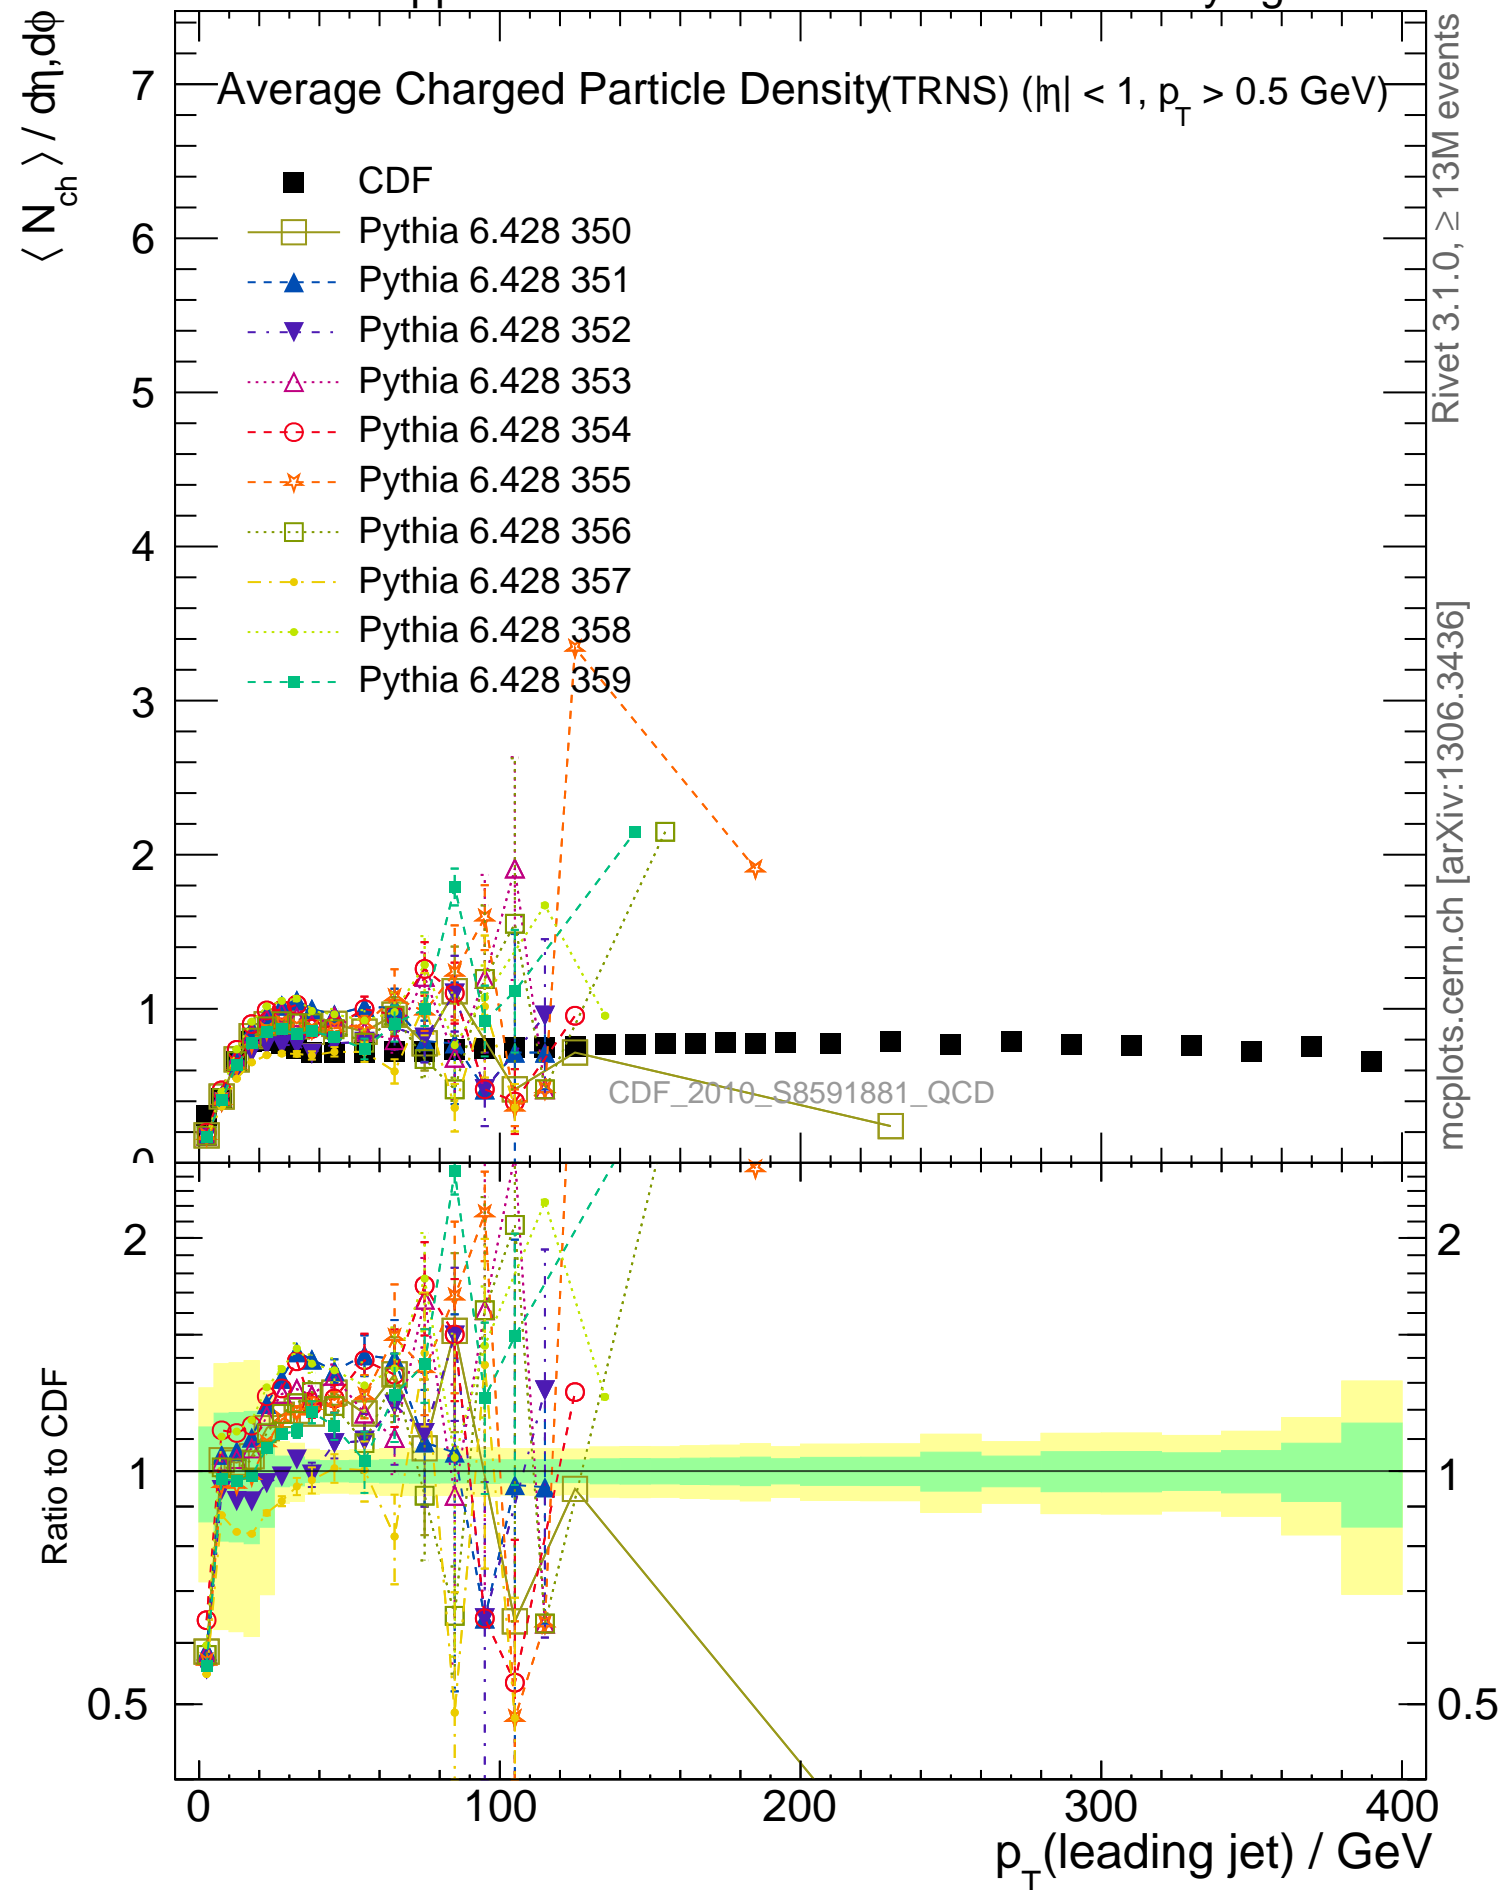 Average Charged Particle Density(TRNS) (|η| < 1, pT > 0.5 GeV)
⟨ Nch ⟩ / dη,dϕ
7
6
5
4
3
2
1
0
CDF
Pythia 6.428 350
Pythia 6.428 351
Pythia 6.428 352
Pythia 6.428 353
Pythia 6.428 354
Pythia 6.428 355
Pythia 6.428 356
Pythia 6.428 357
Pythia 6.428 358
Pythia 6.428 359
CDF_2010_S8591881_QCD
Rivet 3.1.0, ≥ 13M events
mcplots.cern.ch [arXiv:1306.3436]
Ratio to CDF
2
1
0.5
2
1
0.5
0 100 200 300 400
pT(leading jet) / GeV